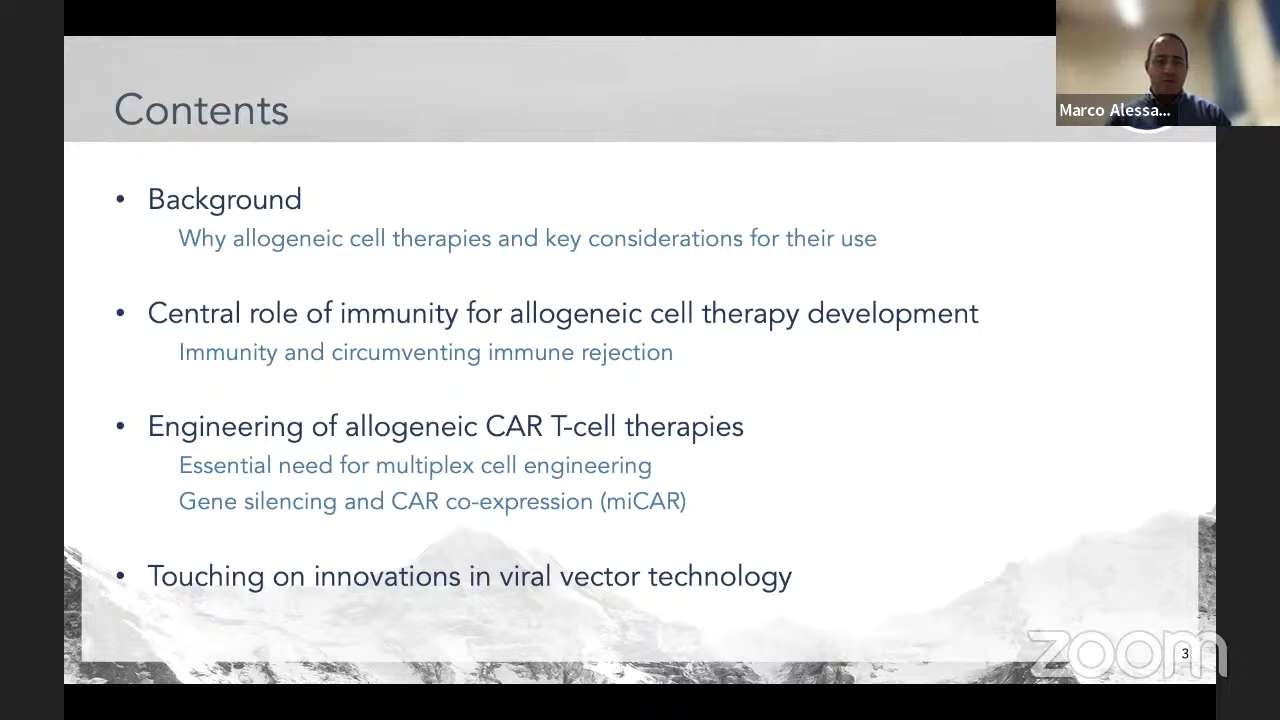 Contents
Marco Alessa...
• Background
Why allogeneic cell therapies and key considerations for their use
• Central role of immunity for allogeneic cell therapy development
Immunity and circumventing immune rejection
• Engineering of allogeneic CAR T-cell therapies
Essential need for multiplex cell engineering
Gene silencing and CAR co-expression (miCAR)
• Touching on innovations in viral vector technology
zoom
3